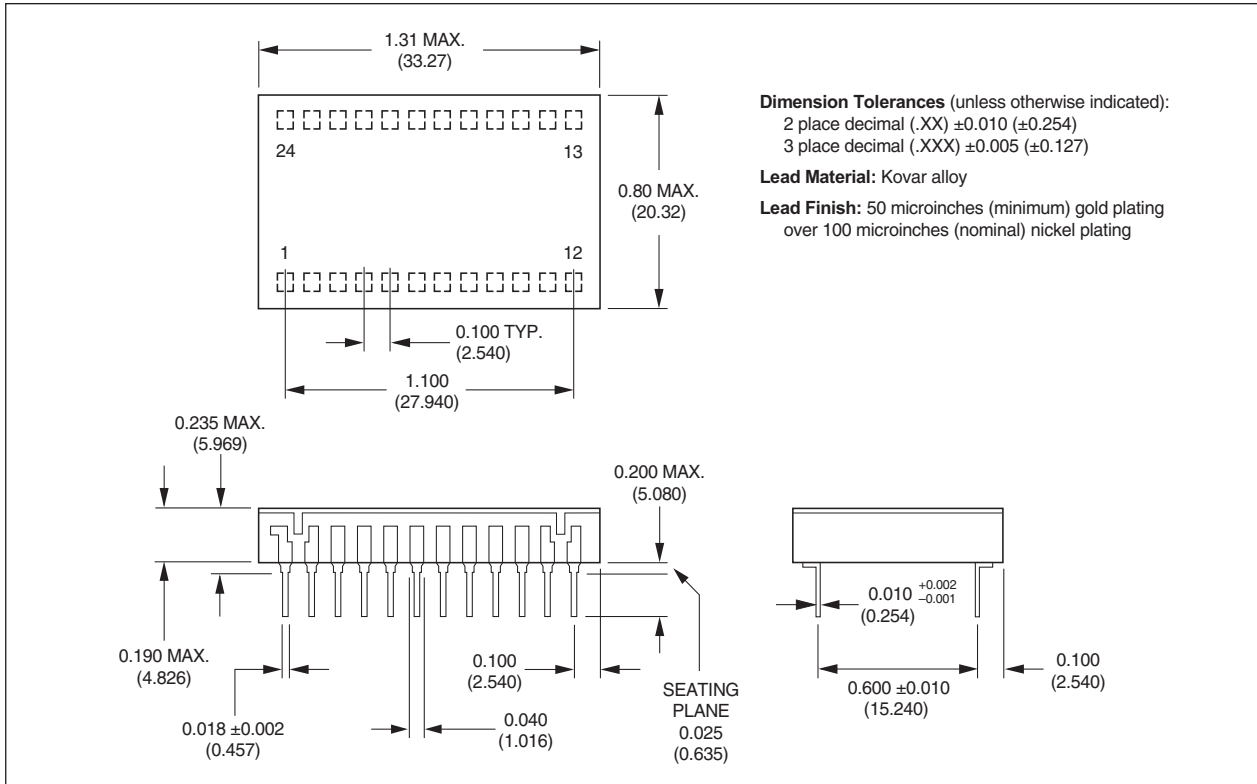 1.31 MAX.
(33.27)
Dimension Tolerances (unless otherwise indicated):
2 place decimal (.XX) ±0.010 (±0.254)
3 place decimal (.XXX) ±0.005 (±0.127)
Lead Material: Kovar alloy
Lead Finish: 50 microinches (minimum) gold plating
over 100 microinches (nominal) nickel plating
24
13
0.80 MAX.
(20.32)
1
12
0.100 TYP.
(2.540)
1.100
(27.940)
0.235 MAX.
(5.969)
0.200 MAX.
(5.080)
0.190 MAX.
(4.826)
0.018 ±0.002
(0.457)
0.040
(1.016)
0.100
(2.540)
SEATING
PLANE
0.025
(0.635)
0.010 +0.002
–0.001
(0.254)
0.600 ±0.010
(15.240)
0.100
(2.540)